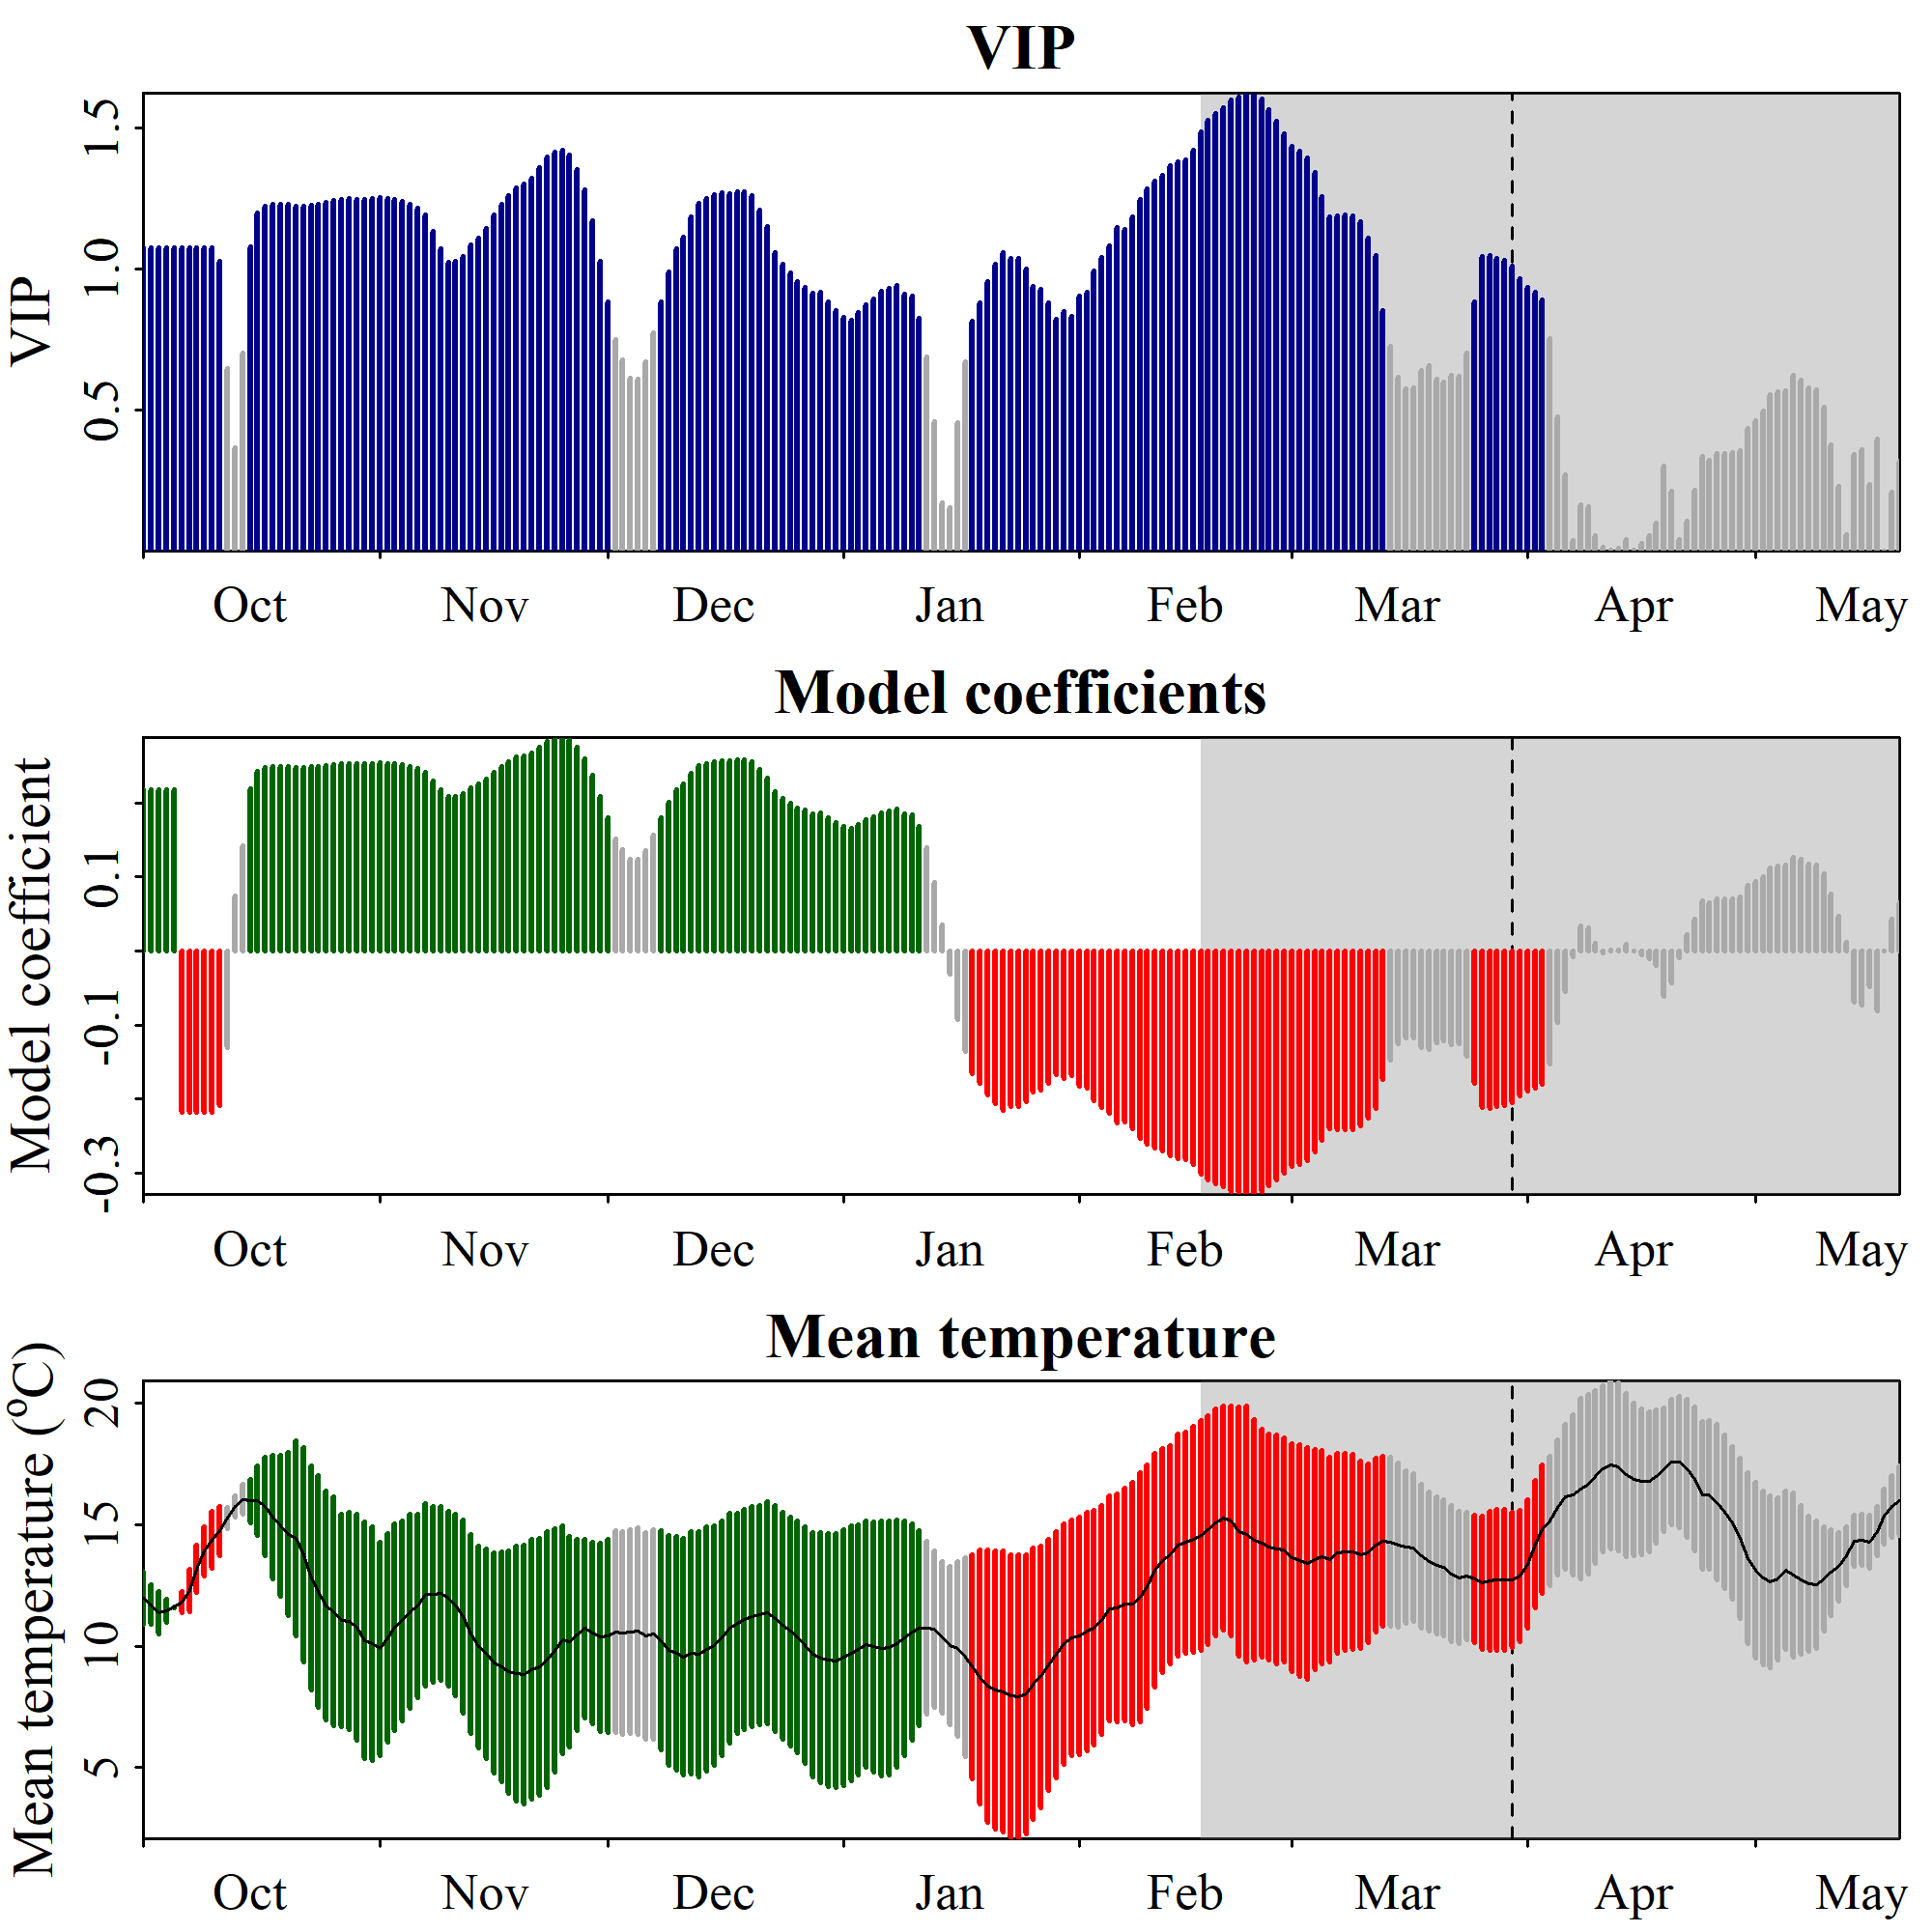 VIP
VIP
1.5
1.0
0.5
Oct Nov Dec Jan Feb Mar Apr May
Model coefficients
Model coefficient
0.1
-0.1
-0.3
Oct Nov Dec Jan Feb Mar Apr May
Mean temperature
Mean temperature (ºC)
20
15
10
5
Oct Nov Dec Jan Feb Mar Apr May